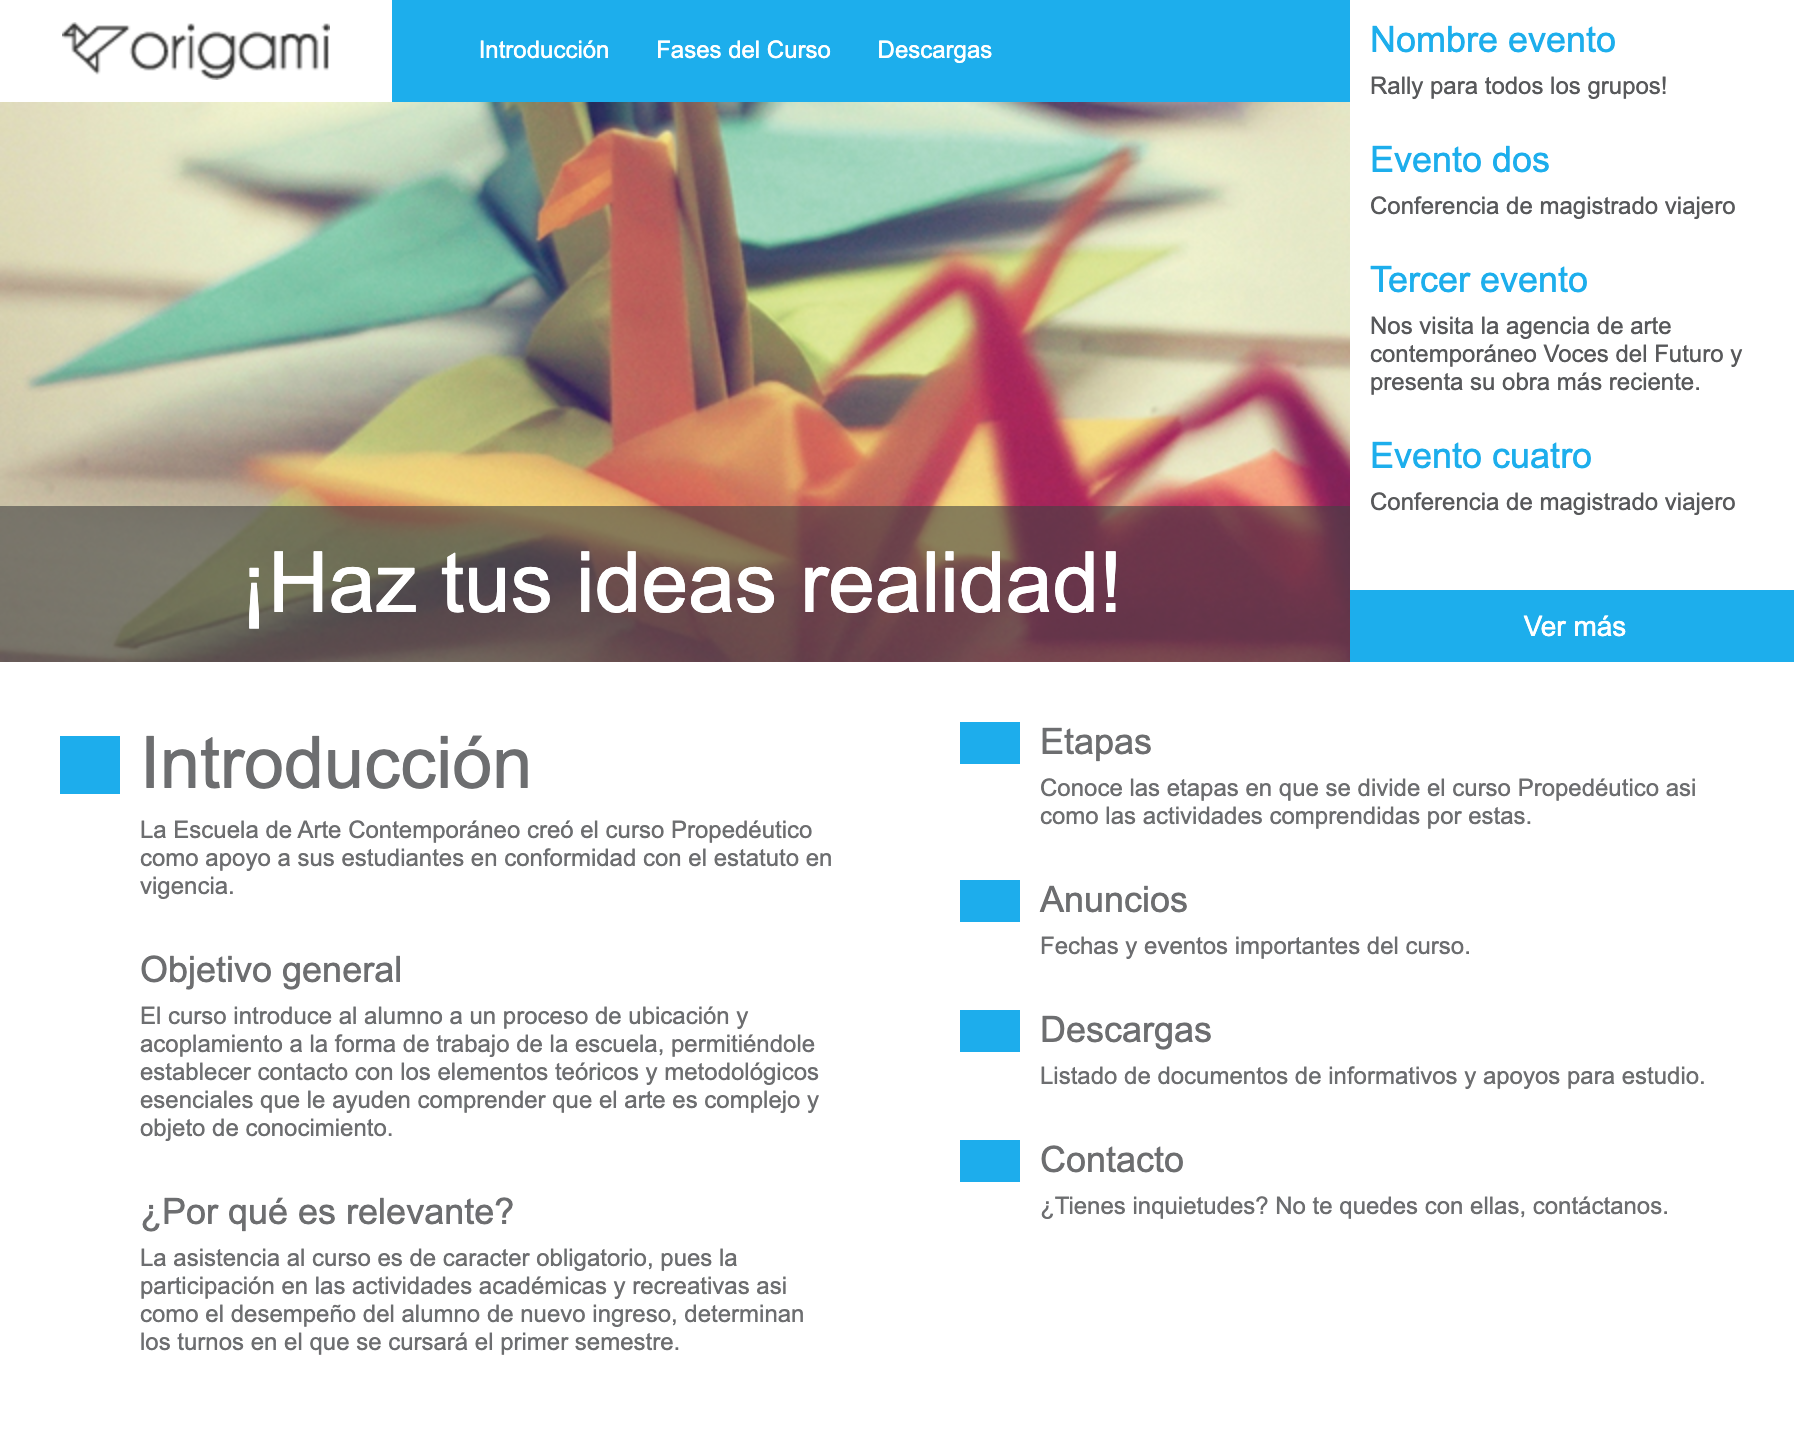 origami
Introducción
Fases del Curso
Descargas
Nombre evento
Rally para todos los grupos!
Evento dos
Conferencia de magistrado viajero
Tercer evento
Nos visita la agencia de arte
contemporáneo Voces del Futuro y
presenta su obra más reciente.
Evento cuatro
Conferencia de magistrado viajero
Ver más
¡Haz tus ideas realidad!
Introducción
La Escuela de Arte Contemporáneo creó el curso Propedéutico
como apoyo a sus estudiantes en conformidad con el estatuto en
vigencia.
Objetivo general
El curso introduce al alumno a un proceso de ubicación y
acoplamiento a la forma de trabajo de la escuela, permitiéndole
establecer contacto con los elementos teóricos y metodológicos
esenciales que le ayuden comprender que el arte es complejo y
objeto de conocimiento.
¿Por qué es relevante?
La asistencia al curso es de caracter obligatorio, pues la
participación en las actividades académicas y recreativas asi
como el desempeño del alumno de nuevo ingreso, determinan
los turnos en el que se cursará el primer semestre.
Etapas
Conoce las etapas en que se divide el curso Propedéutico asi
como las actividades comprendidas por estas.
Anuncios
Fechas y eventos importantes del curso.
Descargas
Listado de documentos de informativos y apoyos para estudio.
Contacto
¿Tienes inquietudes? No te quedes con ellas, contáctanos.